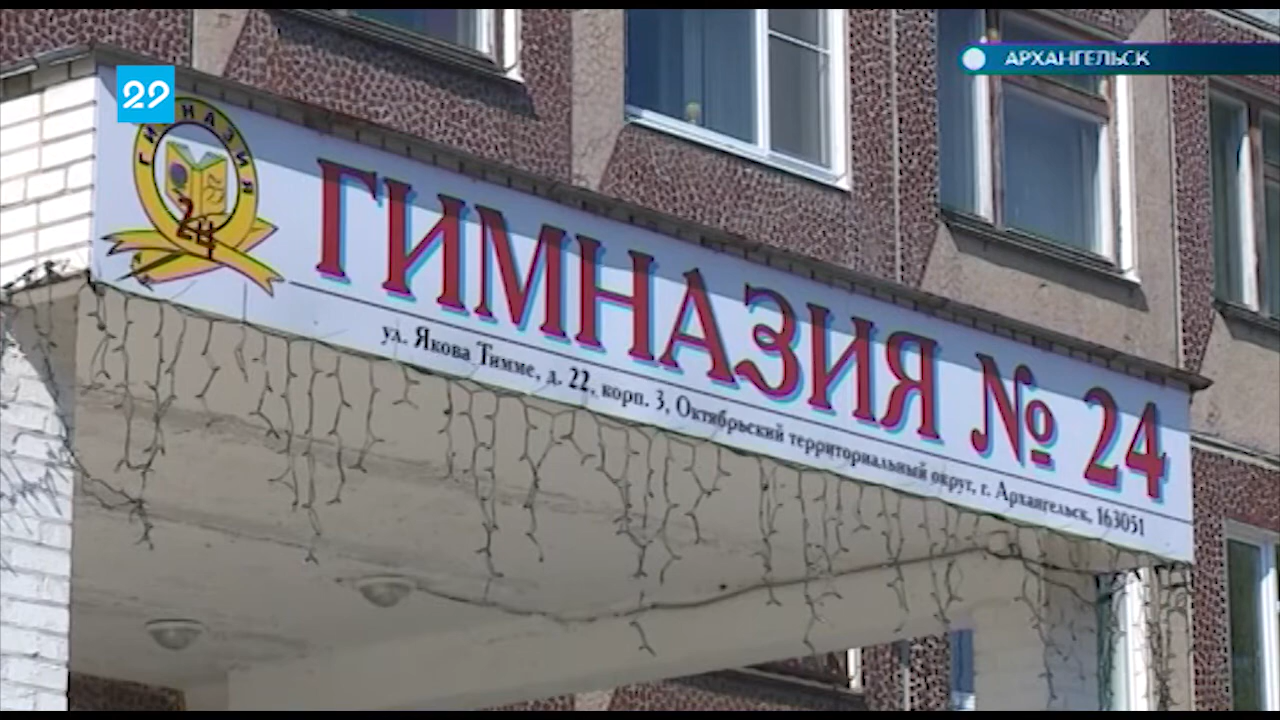 29
АРХАНГЕЛЬСК
ГИМНАЗИЯ
24
ГИМНАЗИЯ № 24
ул. Якова Тимме, д. 22, корп. 3, Октябрьский территориальный округ, г. Архангельск, 163051